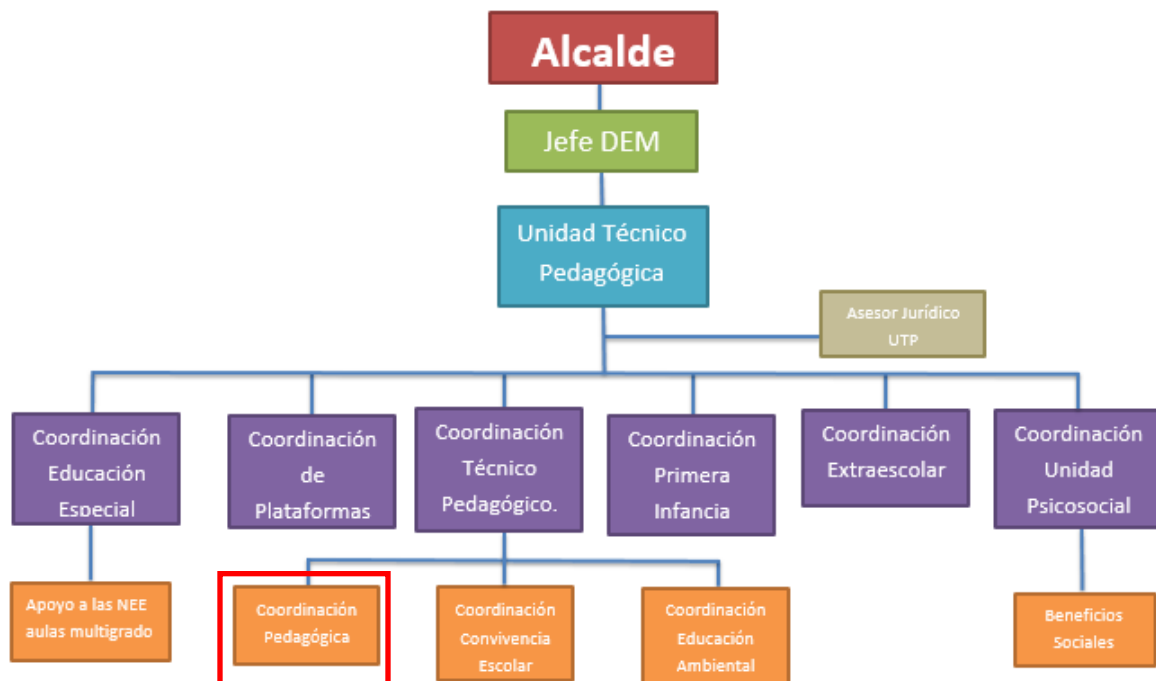 Alcalde
Jefe DEM
Unidad Técnico
Pedagógica
Asesor Jurídico
UTP
Coordinación
Educación
Especial
Coordinación
de
Plataformas
Coordinación
Técnico
Pedagógico.
Coordinación
Primera
Infancia
Coordinación
Extraescolar
Coordinación
Unidad
Psicosocial
Apoyo a las NEE
aulas multigrado
Coordinación
Pedagógica
Coordinación
Convivencia
Escolar
Coordinación
Educación
Ambiental
Beneficios
Sociales